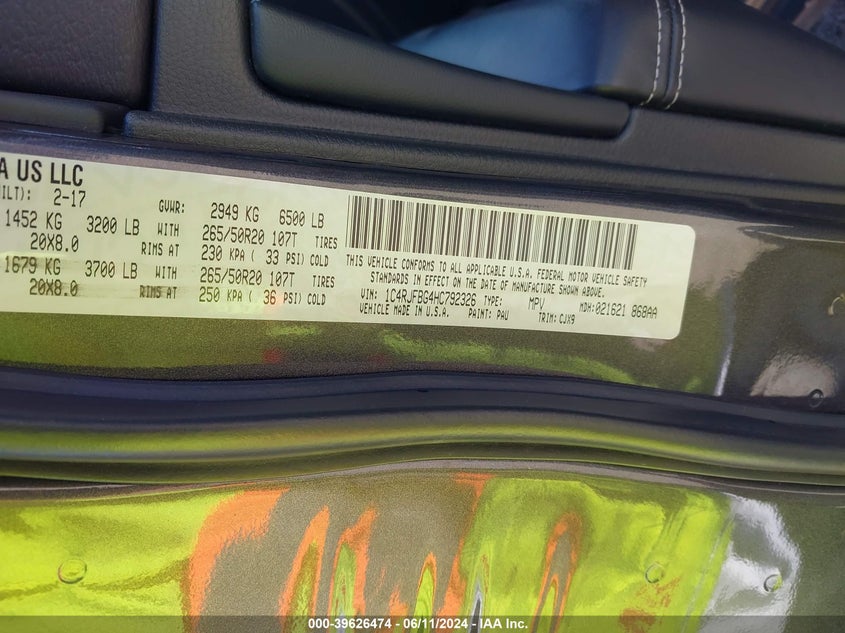 A US LLC
ILT): 2-17 GVWR: 2949 KG 6500 LB
1452 KG 3200 LB WITH 265/50R20 107T TIRES
20X8.0 RIMS AT 230 KPA ( 33 PSI) COLD
1679 KG 3700 LB WITH 265/50R20 107T TIRES
20X8.0 RIMS AT 250 KPA ( 36 PSI) COLD
THIS VEHICLE CONFORMS TO ALL APPLICABLE U.S.A. FEDERAL MOTOR VEHICLE SAFETY
STANDARDS IN EFFECT ON THE DATE OF MANUFACTURE SHOWN ABOVE.
VIN: 1C4RJFBG4HC792326 TYPE: MPV MDH: 021621 868AA
VEHICLE MADE IN U.S.A. PAINT: PAU TRIM: CJX9
000-39626474 - 06/11/2024 - IAA Inc.